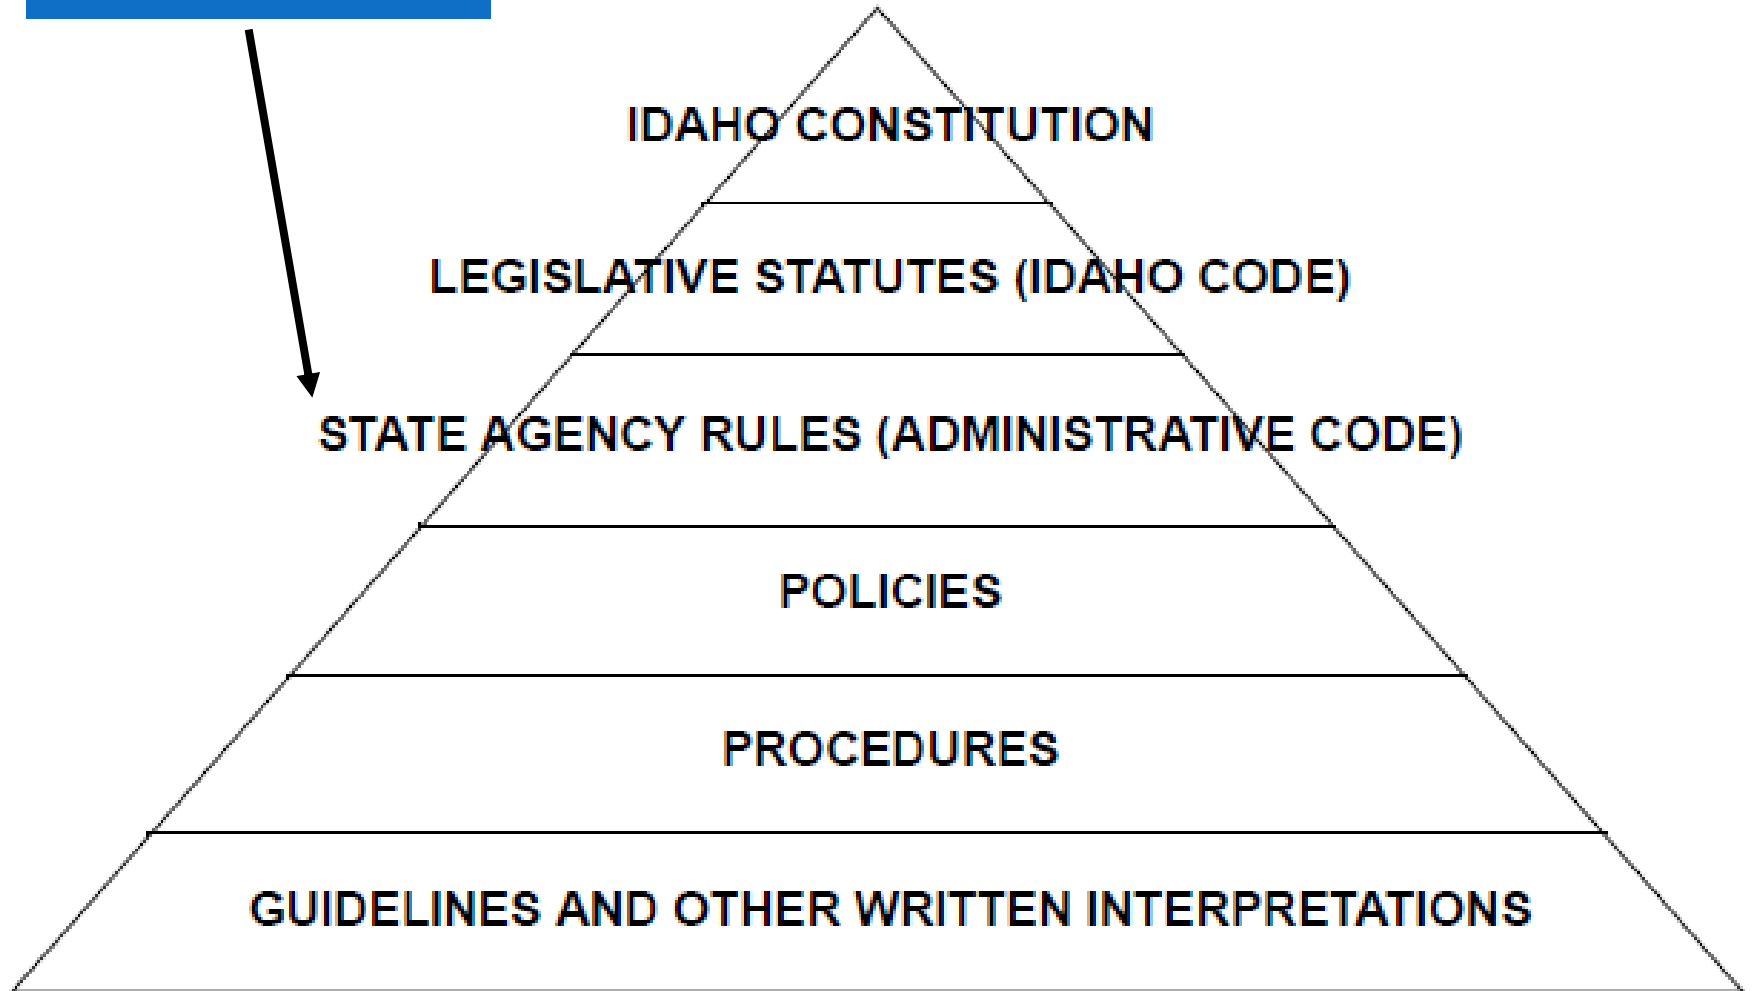 IDAHO CONSTITUTION
LEGISLATIVE STATUTES (IDAHO CODE)
STATE AGENCY RULES (ADMINISTRATIVE CODE)
POLICIES
PROCEDURES
GUIDELINES AND OTHER WRITTEN INTERPRETATIONS